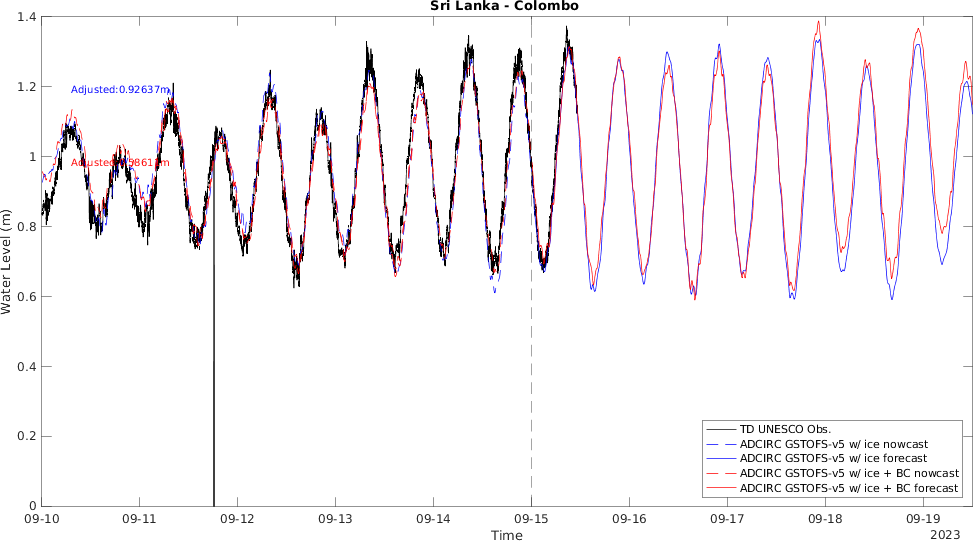 Sri Lanka - Colombo
1.4
1.2
1
0.8
0.6
0.4
0.2
0
Water Level (m)
Adjusted:0.92637m
09-10
09-11
09-12
09-13
09-14
09-15
09-16
09-17
09-18
09-19
Time
2023
TD UNESCO Obs.
ADCIRC GSTOFS-v5 w/ ice nowcast
ADCIRC GSTOFS-v5 w/ ice forecast
ADCIRC GSTOFS-v5 w/ ice + BC nowcast
ADCIRC GSTOFS-v5 w/ ice + BC forecast